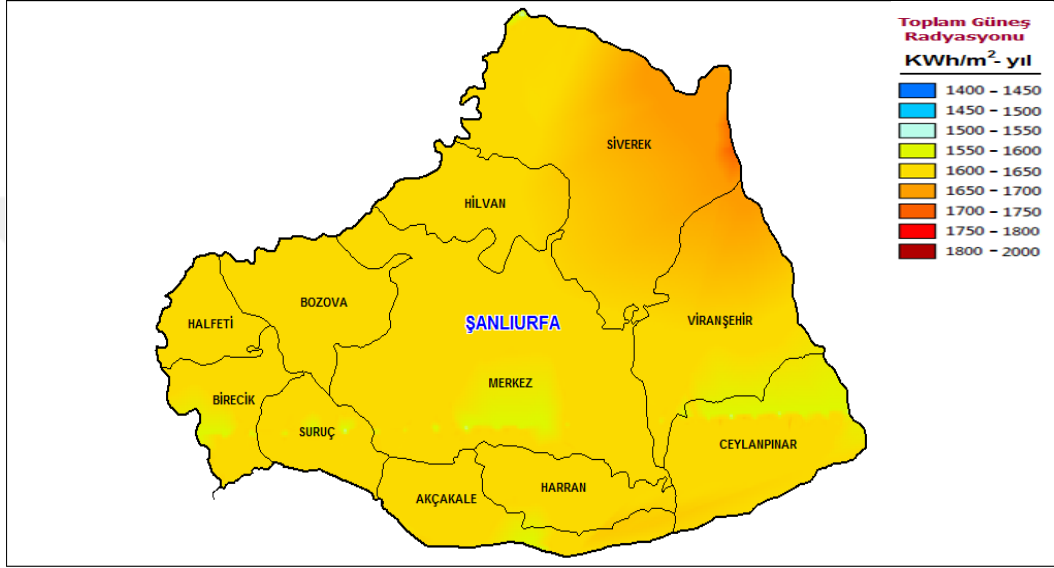 Toplam Güneş
Radyasyonu
KWh/m²- yıl
1400 - 1450
1450 - 1500
1500 - 1550
1550 - 1600
1600 - 1650
1650 - 1700
1700 - 1750
1750 - 1800
1800 - 2000
SİVEREK
HİLVAN
BOZOVA
HALFETİ
ŞANLIURFA
VİRANŞEHİR
MERKEZ
BİRECİK
SURUÇ
CEYLANPINAR
AKÇAKALE
HARRAN